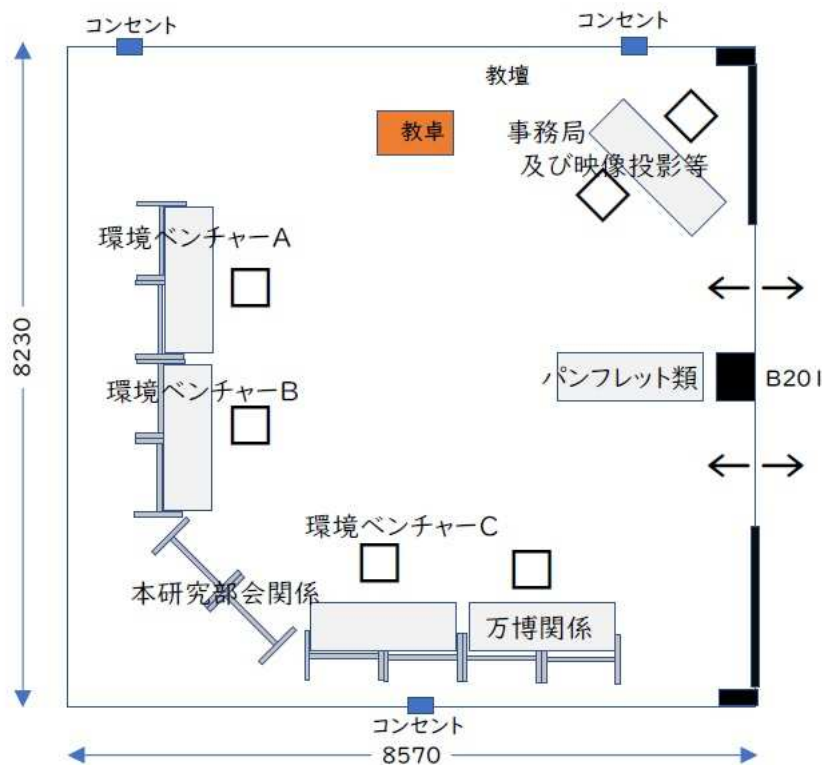 コンセント
コンセント
教壇
教卓
事務局
及び映像投影等
環境ベンチャーA
8230
パンフレット類
B201
環境ベンチャーB
環境ベンチャーC
本研究部会関係
万博関係
コンセント
8570